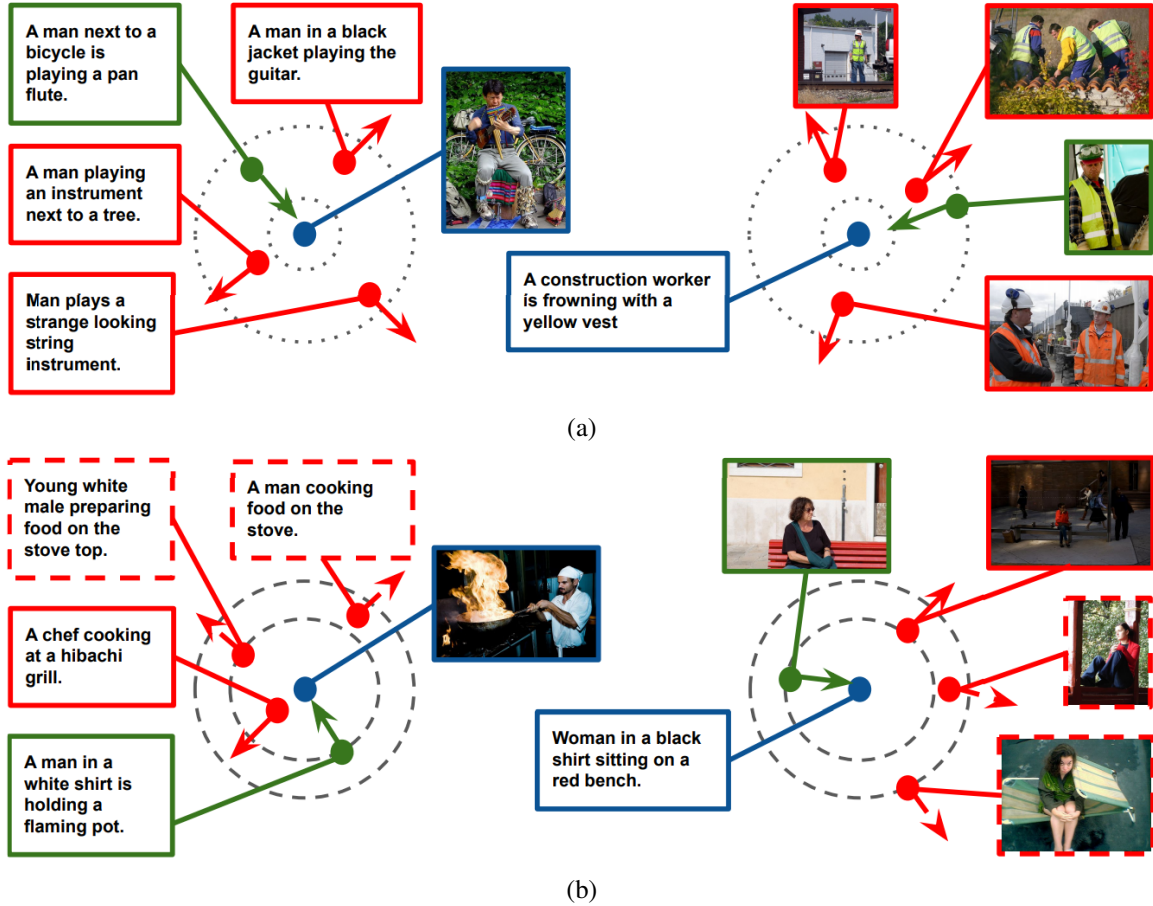 A man next to a
bicycle is
playing a pan
flute.
A man in a black
jacket playing the
guitar.
A man playing
an instrument
next to a tree.
Man plays a
strange looking
string
instrument.
A construction worker
is frowning with a
yellow vest
(a)
Young white
male preparing
food on the
stove top.
A man cooking
food on the
stove.
A chef cooking
at a hibachi
grill.
A man in a
white shirt is
holding a
flaming pot.
Woman in a black
shirt sitting on a
red bench.
(b)